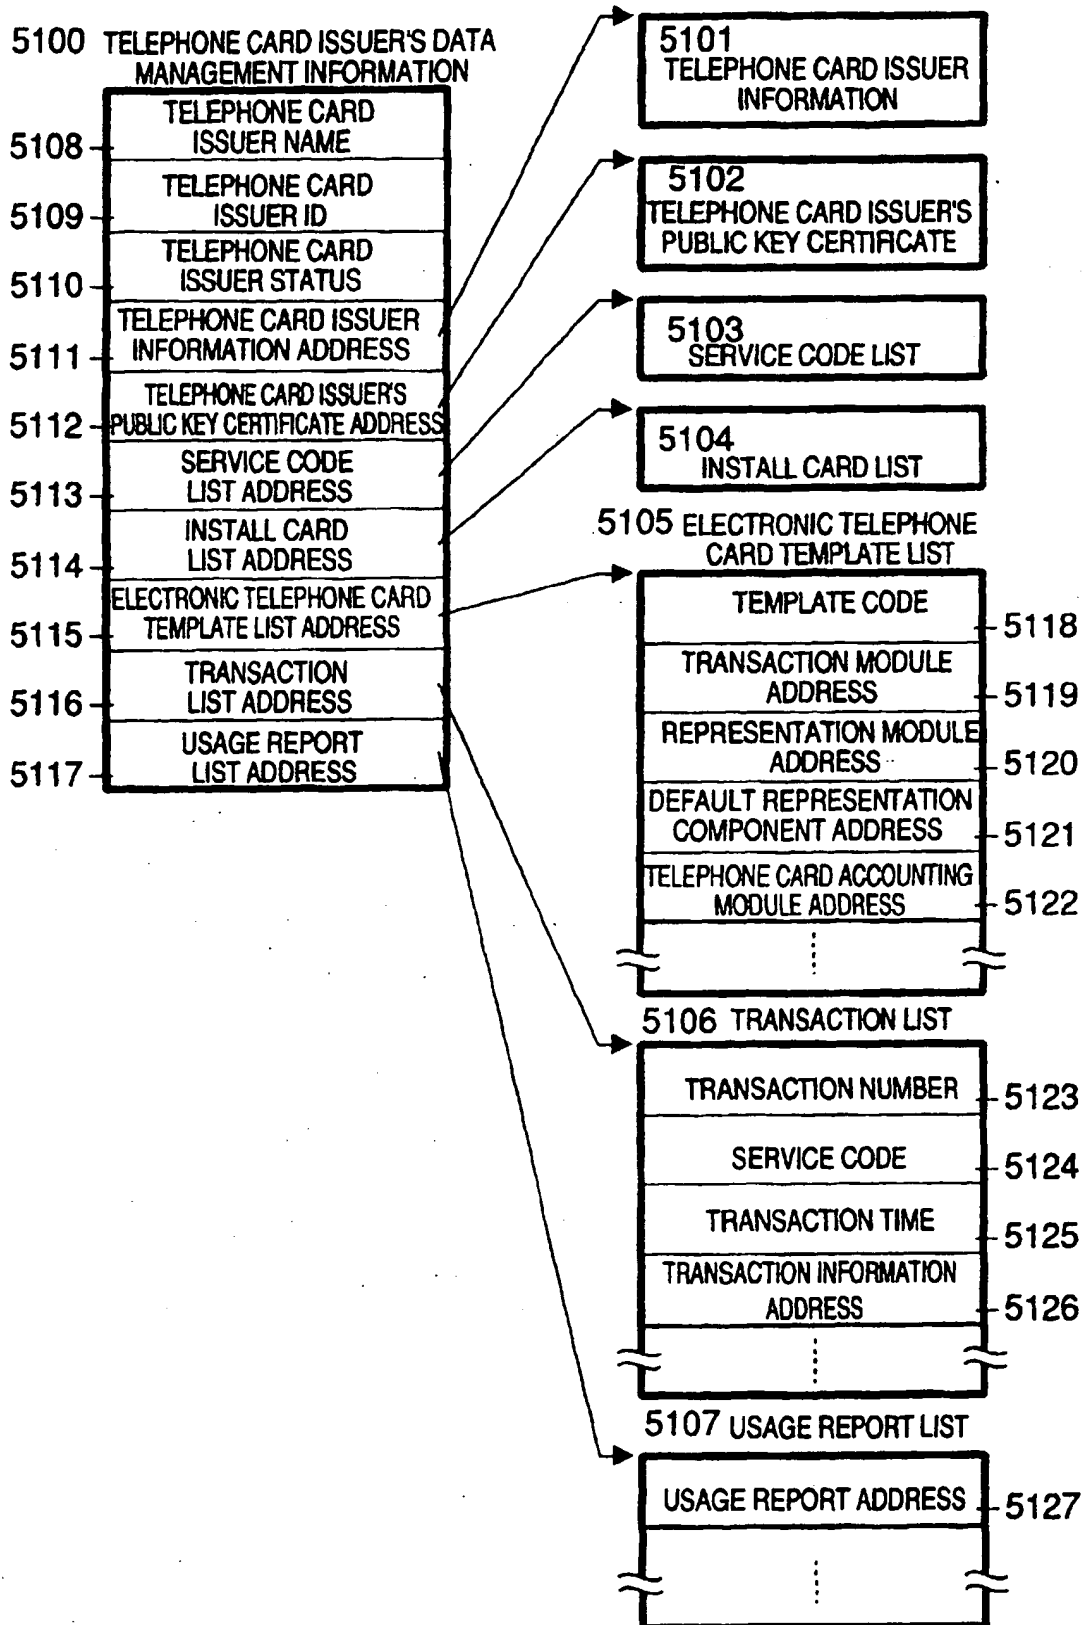 5100 TELEPHONE CARD ISSUER'S DATA
MANAGEMENT INFORMATION
TELEPHONE CARD
ISSUER NAME
5108
TELEPHONE CARD
ISSUER ID
5109
TELEPHONE CARD
ISSUER STATUS
5110
TELEPHONE CARD ISSUER
INFORMATION ADDRESS
5111
TELEPHONE CARD ISSUER'S
PUBLIC KEY CERTIFICATE ADDRESS
5112
SERVICE CODE
LIST ADDRESS
5113
INSTALL CARD
LIST ADDRESS
5114
ELECTRONIC TELEPHONE CARD
TEMPLATE LIST ADDRESS
5115
TRANSACTION
LIST ADDRESS
5116
USAGE REPORT
LIST ADDRESS
5117
5101
TELEPHONE CARD ISSUER
INFORMATION
5102
TELEPHONE CARD ISSUER'S
PUBLIC KEY CERTIFICATE
5103
SERVICE CODE LIST
5104
INSTALL CARD LIST
5105 ELECTRONIC TELEPHONE
CARD TEMPLATE LIST
TEMPLATE CODE
5118
TRANSACTION MODULE
ADDRESS
5119
REPRESENTATION MODULE
ADDRESS
5120
DEFAULT REPRESENTATION
COMPONENT ADDRESS
5121
TELEPHONE CARD ACCOUNTING
MODULE ADDRESS
5122
5106 TRANSACTION LIST
TRANSACTION NUMBER
5123
SERVICE CODE
5124
TRANSACTION TIME
5125
TRANSACTION INFORMATION
ADDRESS
5126
5107 USAGE REPORT LIST
USAGE REPORT ADDRESS
5127